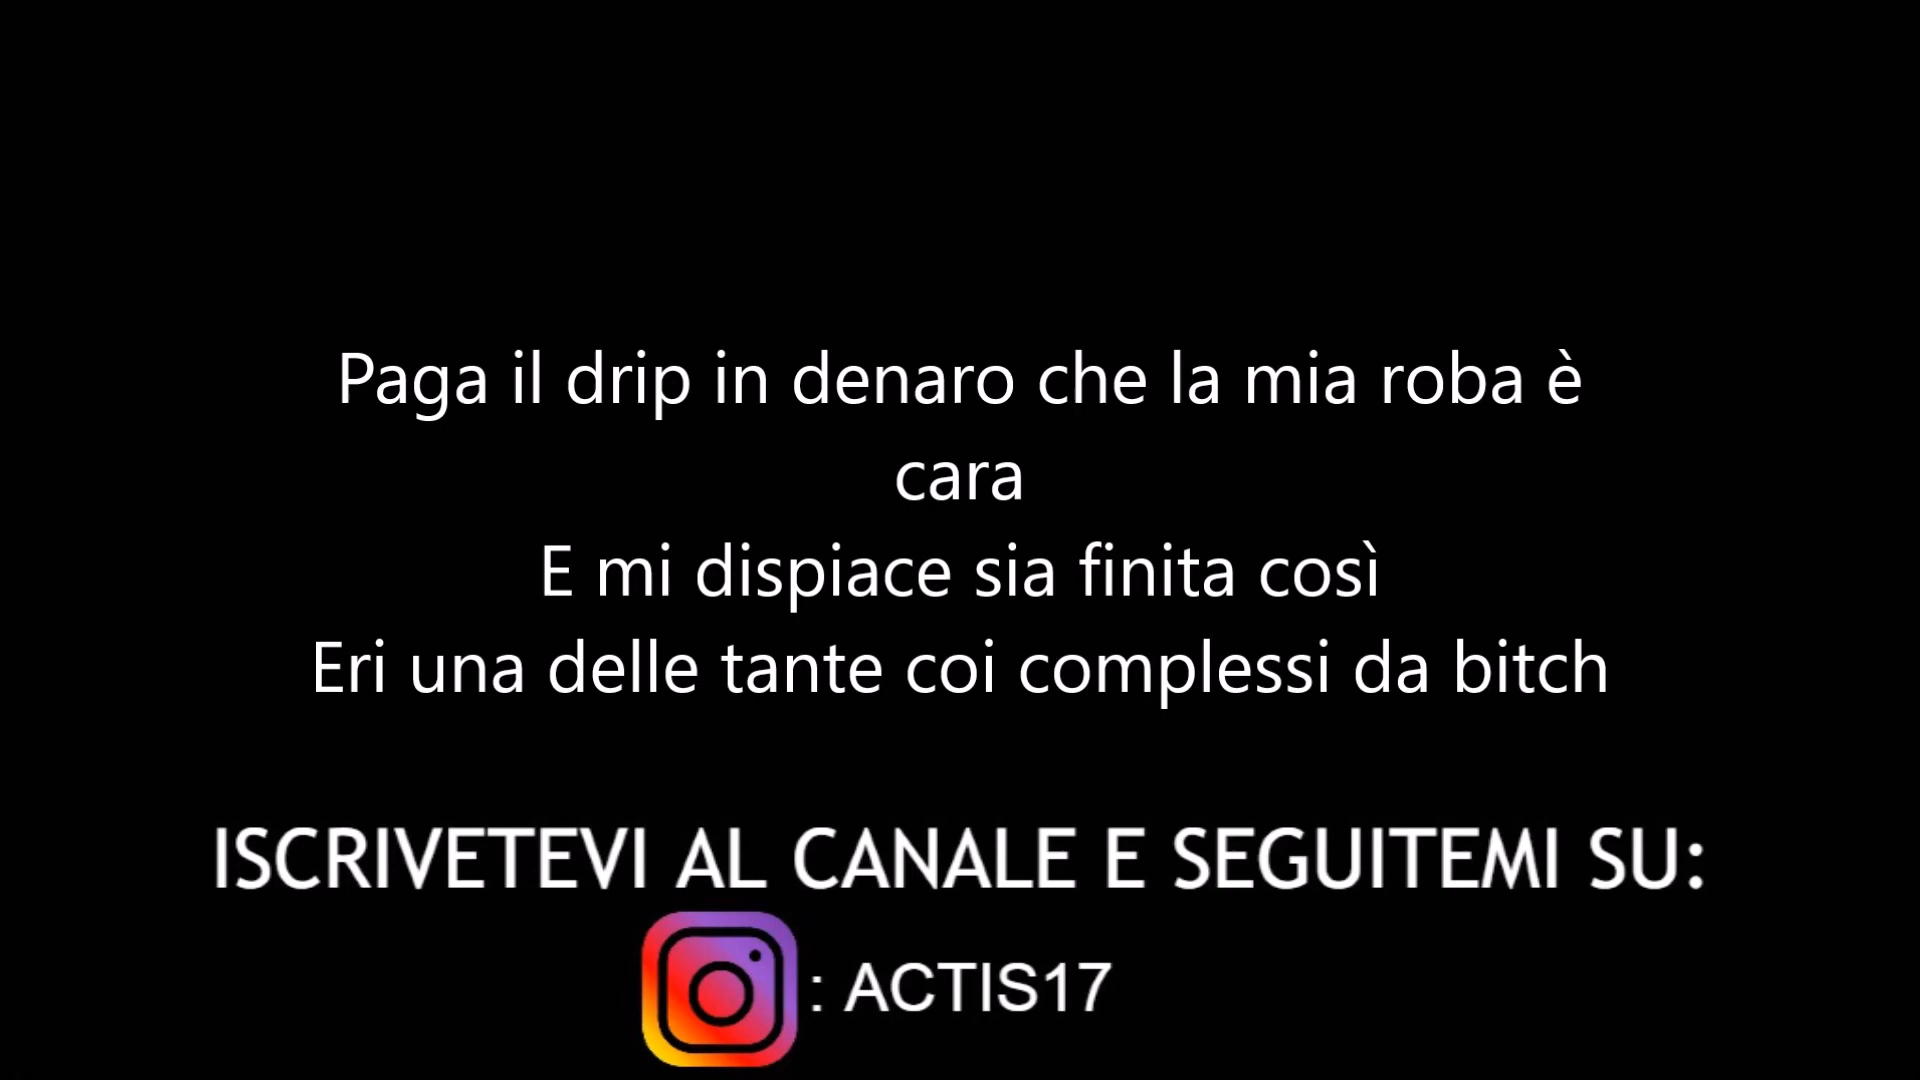 Paga il drip in denaro che la mia roba è
cara
E mi dispiace sia finita così
Eri una delle tante coi complessi da bitch
ISCRIVETEVI AL CANALE E SEGUITEMI SU:
: ACTIS17